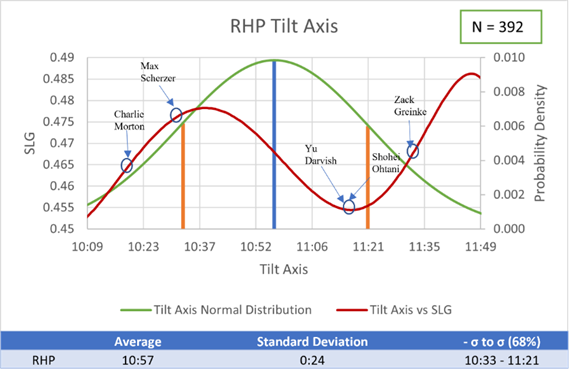 RHP Tilt Axis
N = 392
0.49
0.485
0.48
0.475
0.47
0.465
0.46
0.455
0.45
SLG
0.010
0.008
0.006
0.004
0.002
0.000
Probability Density
Max
Scherzer
Charlie
Morton
Zack
Greinke
Yu
Darvish
Shohei
Ohtani
10:09 10:23 10:37 10:52 11:06 11:21 11:35 11:49
Tilt Axis
Tilt Axis Normal Distribution Tilt Axis vs SLG
Average Standard Deviation - σ to σ (68%)
RHP 10:57 0:24 10:33 - 11:21